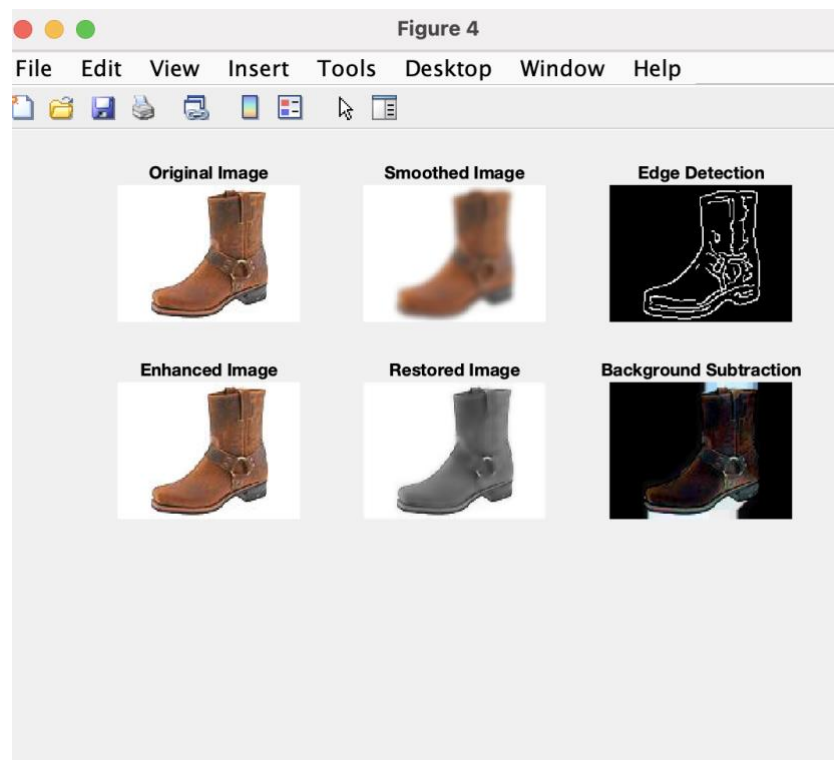 Figure 4
File Edit View Insert Tools Desktop Window Help
Original Image Smoothed Image Edge Detection
Enhanced Image Restored Image Background Subtraction